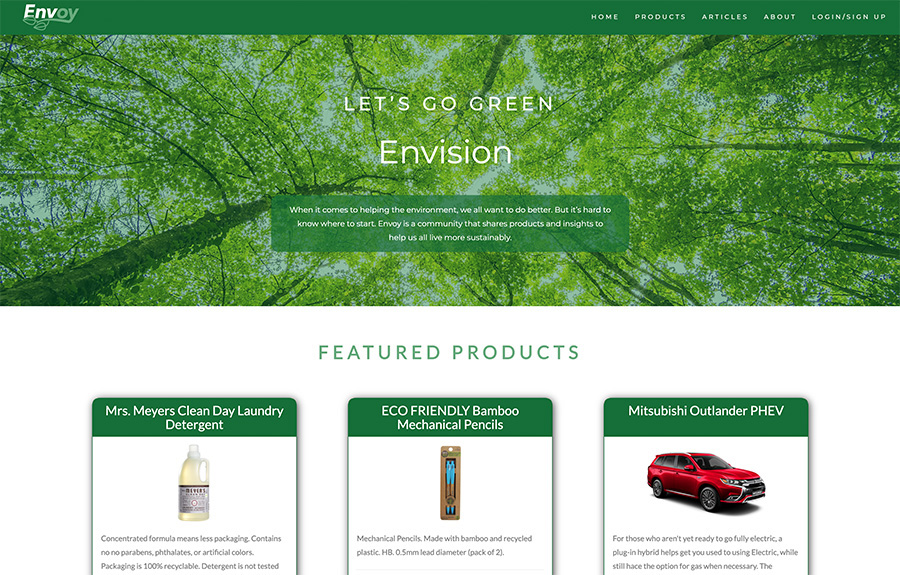 Envoy
HOME PRODUCTS ARTICLES ABOUT LOGIN/SIGN UP
LET'S GO GREEN
Envision
When it comes to helping the environment, we all want to do better. But it's hard to
know where to start. Envoy is a community that shares products and insights to
help us all live more sustainably.
FEATURED PRODUCTS
Mrs. Meyers Clean Day Laundry
Detergent
MEYER'S
Concentrated formula means less packaging. Contains
no no parabens, phthalates, or artificial colors.
Packaging is 100% recyclable. Detergent is not tested
ECO FRIENDLY Bamboo
Mechanical Pencils
Mechanical Pencils. Made with bamboo and recycled
plastic. HB. 0.5mm lead diameter (pack of 2).
Mitsubishi Outlander PHEV
For those who aren't yet ready to go fully electric, a
plug-in hybrid helps get you used to using Electric, while
still hace the option for gas when necessary. The